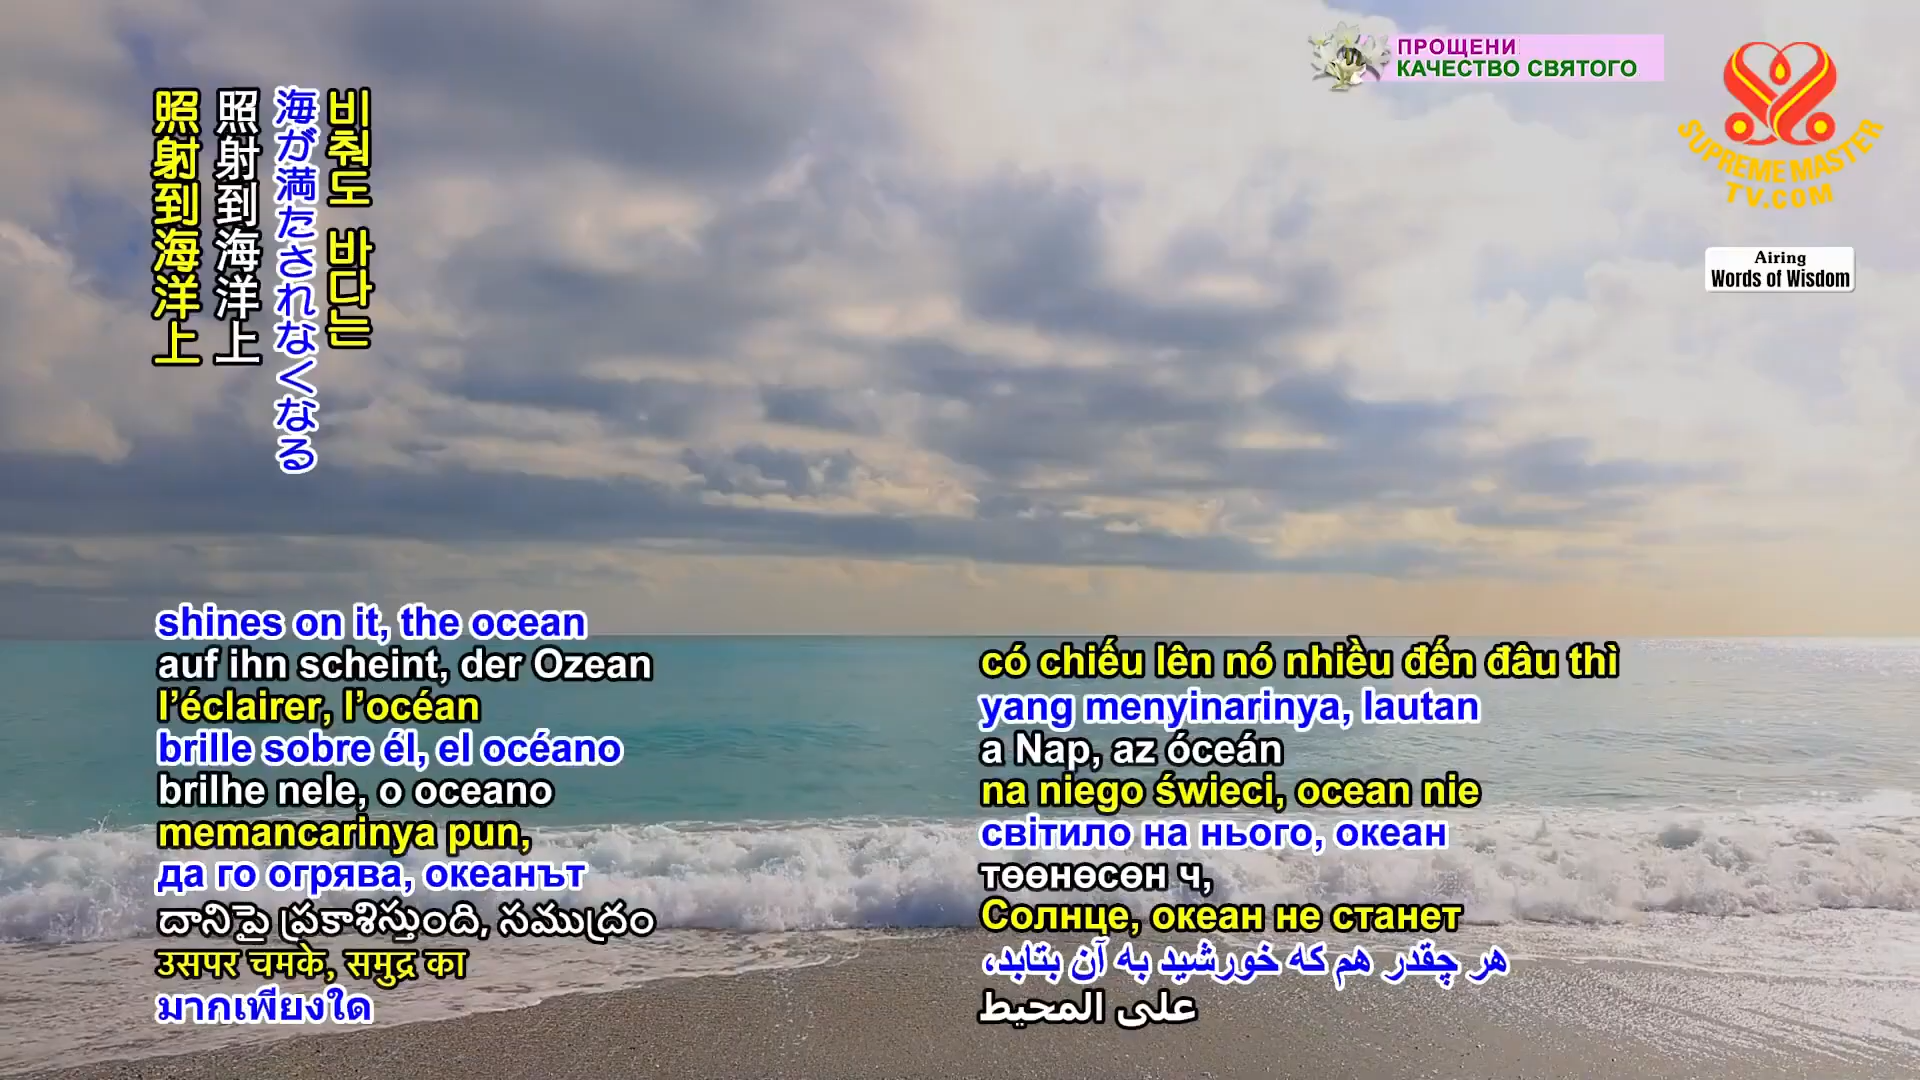 ПРОЩЕНИ
КАЧЕСТВО СВЯТОГО
SUPREME MASTER
TV.COM
Airing
Words of Wisdom
照射到海洋上
照射到海洋上
海が満たされなくなる
비춰도 바다는
shines on it, the ocean
auf ihn scheint, der Ozean
l’éclairer, l’océan
brille sobre él, el océano
brilhe nele, o oceano
memancarinya pun,
да го огрява, океанът
దానిపై ప్రకాశిస్తుంది, సముద్రం
उसपर चमके, समुद्र का
มากเพียงใด
có chiếu lên nó nhiều đến đâu thì
yang menyinarinya, lautan
a Nap, az óceán
na niego świeci, ocean nie
світило на нього, океан
төөнөсөн ч,
Солнце, океан не станет
هر چقدر هم که خورشید به آن بتابد،
على المحيط